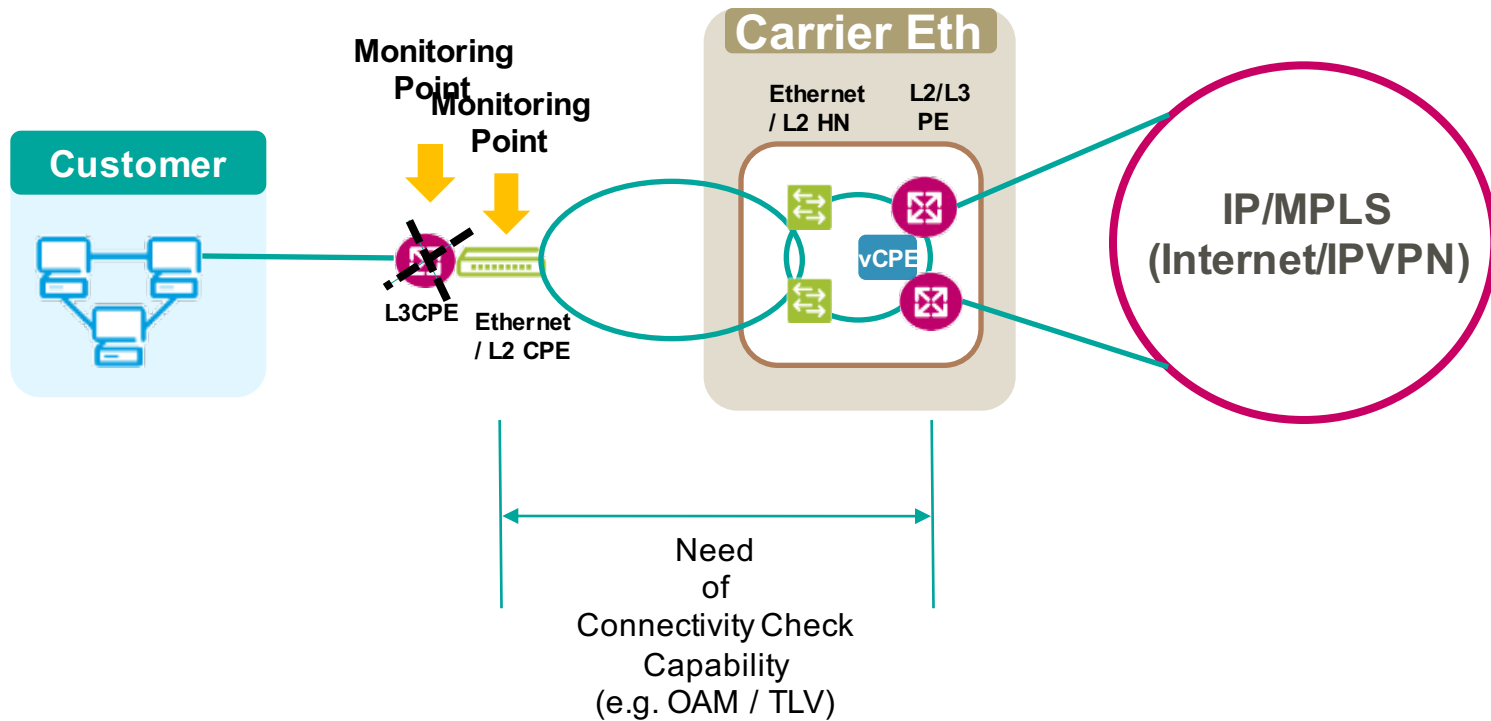 Carrier Eth
Monitoring
Point
Monitoring
Point
Customer
Ethernet
/ L2 HN
L2/L3
PE
vCPE
IP/MPLS
(Internet/IPVPN)
L3CPE
Ethernet
/ L2 CPE
Need
of
Connectivity Check
Capability
(e.g. OAM / TLV)